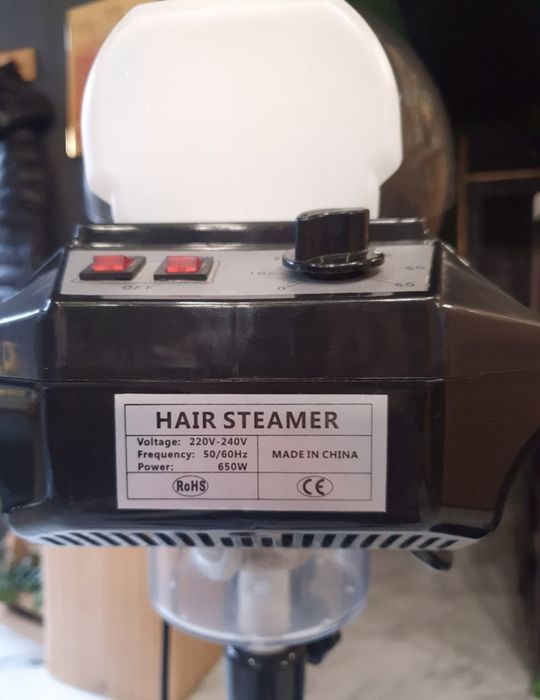 10 50
OFF 0 60
HAIR STEAMER
Voltage: 220V-240V
Frequency: 50/60Hz
Power: 650W
MADE IN CHINA
RoHS CE